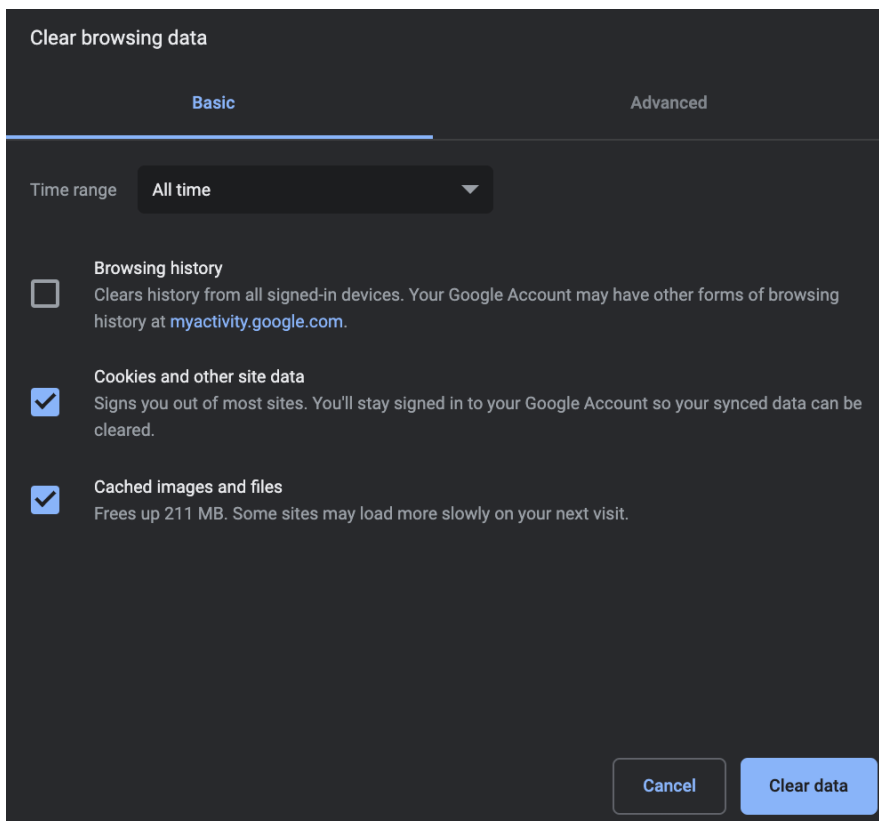 Clear browsing data
Basic
Advanced
Time range
All time
Browsing history
Clears history from all signed-in devices. Your Google Account may have other forms of browsing
history at myactivity.google.com.
Cookies and other site data
Signs you out of most sites. You'll stay signed in to your Google Account so your synced data can be
cleared.
Cached images and files
Frees up 211 MB. Some sites may load more slowly on your next visit.
Cancel
Clear data